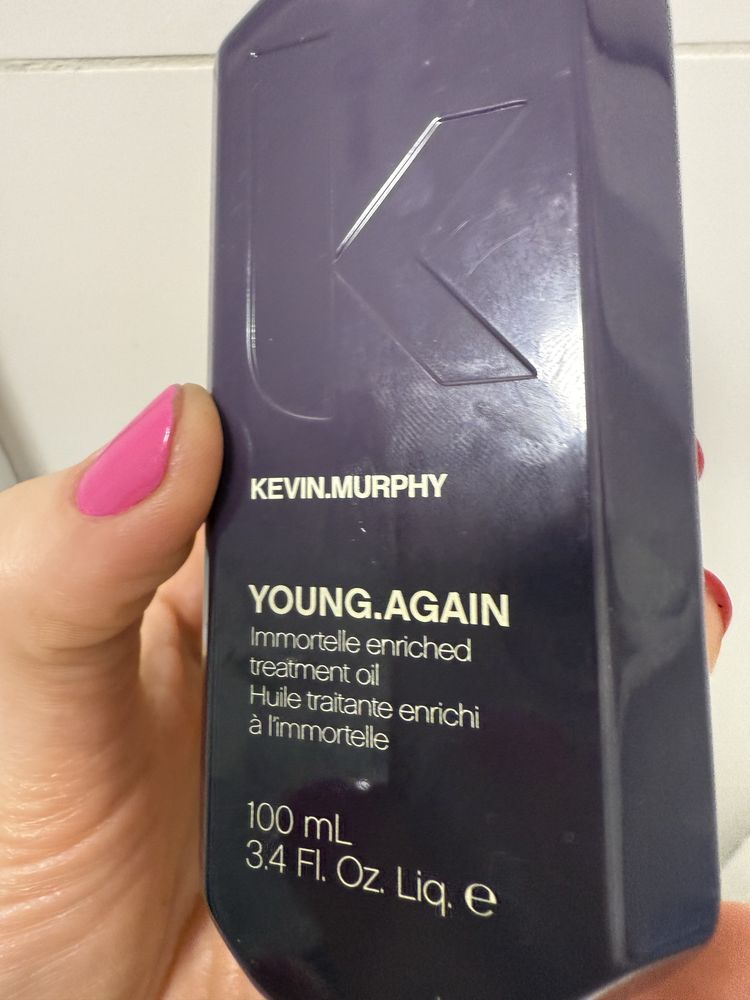 K
KEVIN.MURPHY
YOUNG.AGAIN
Immortelle enriched
treatment oil
Huile traitante enrichi
à l'immortelle
100 mL
3.4 Fl. Oz. Liq. ℮